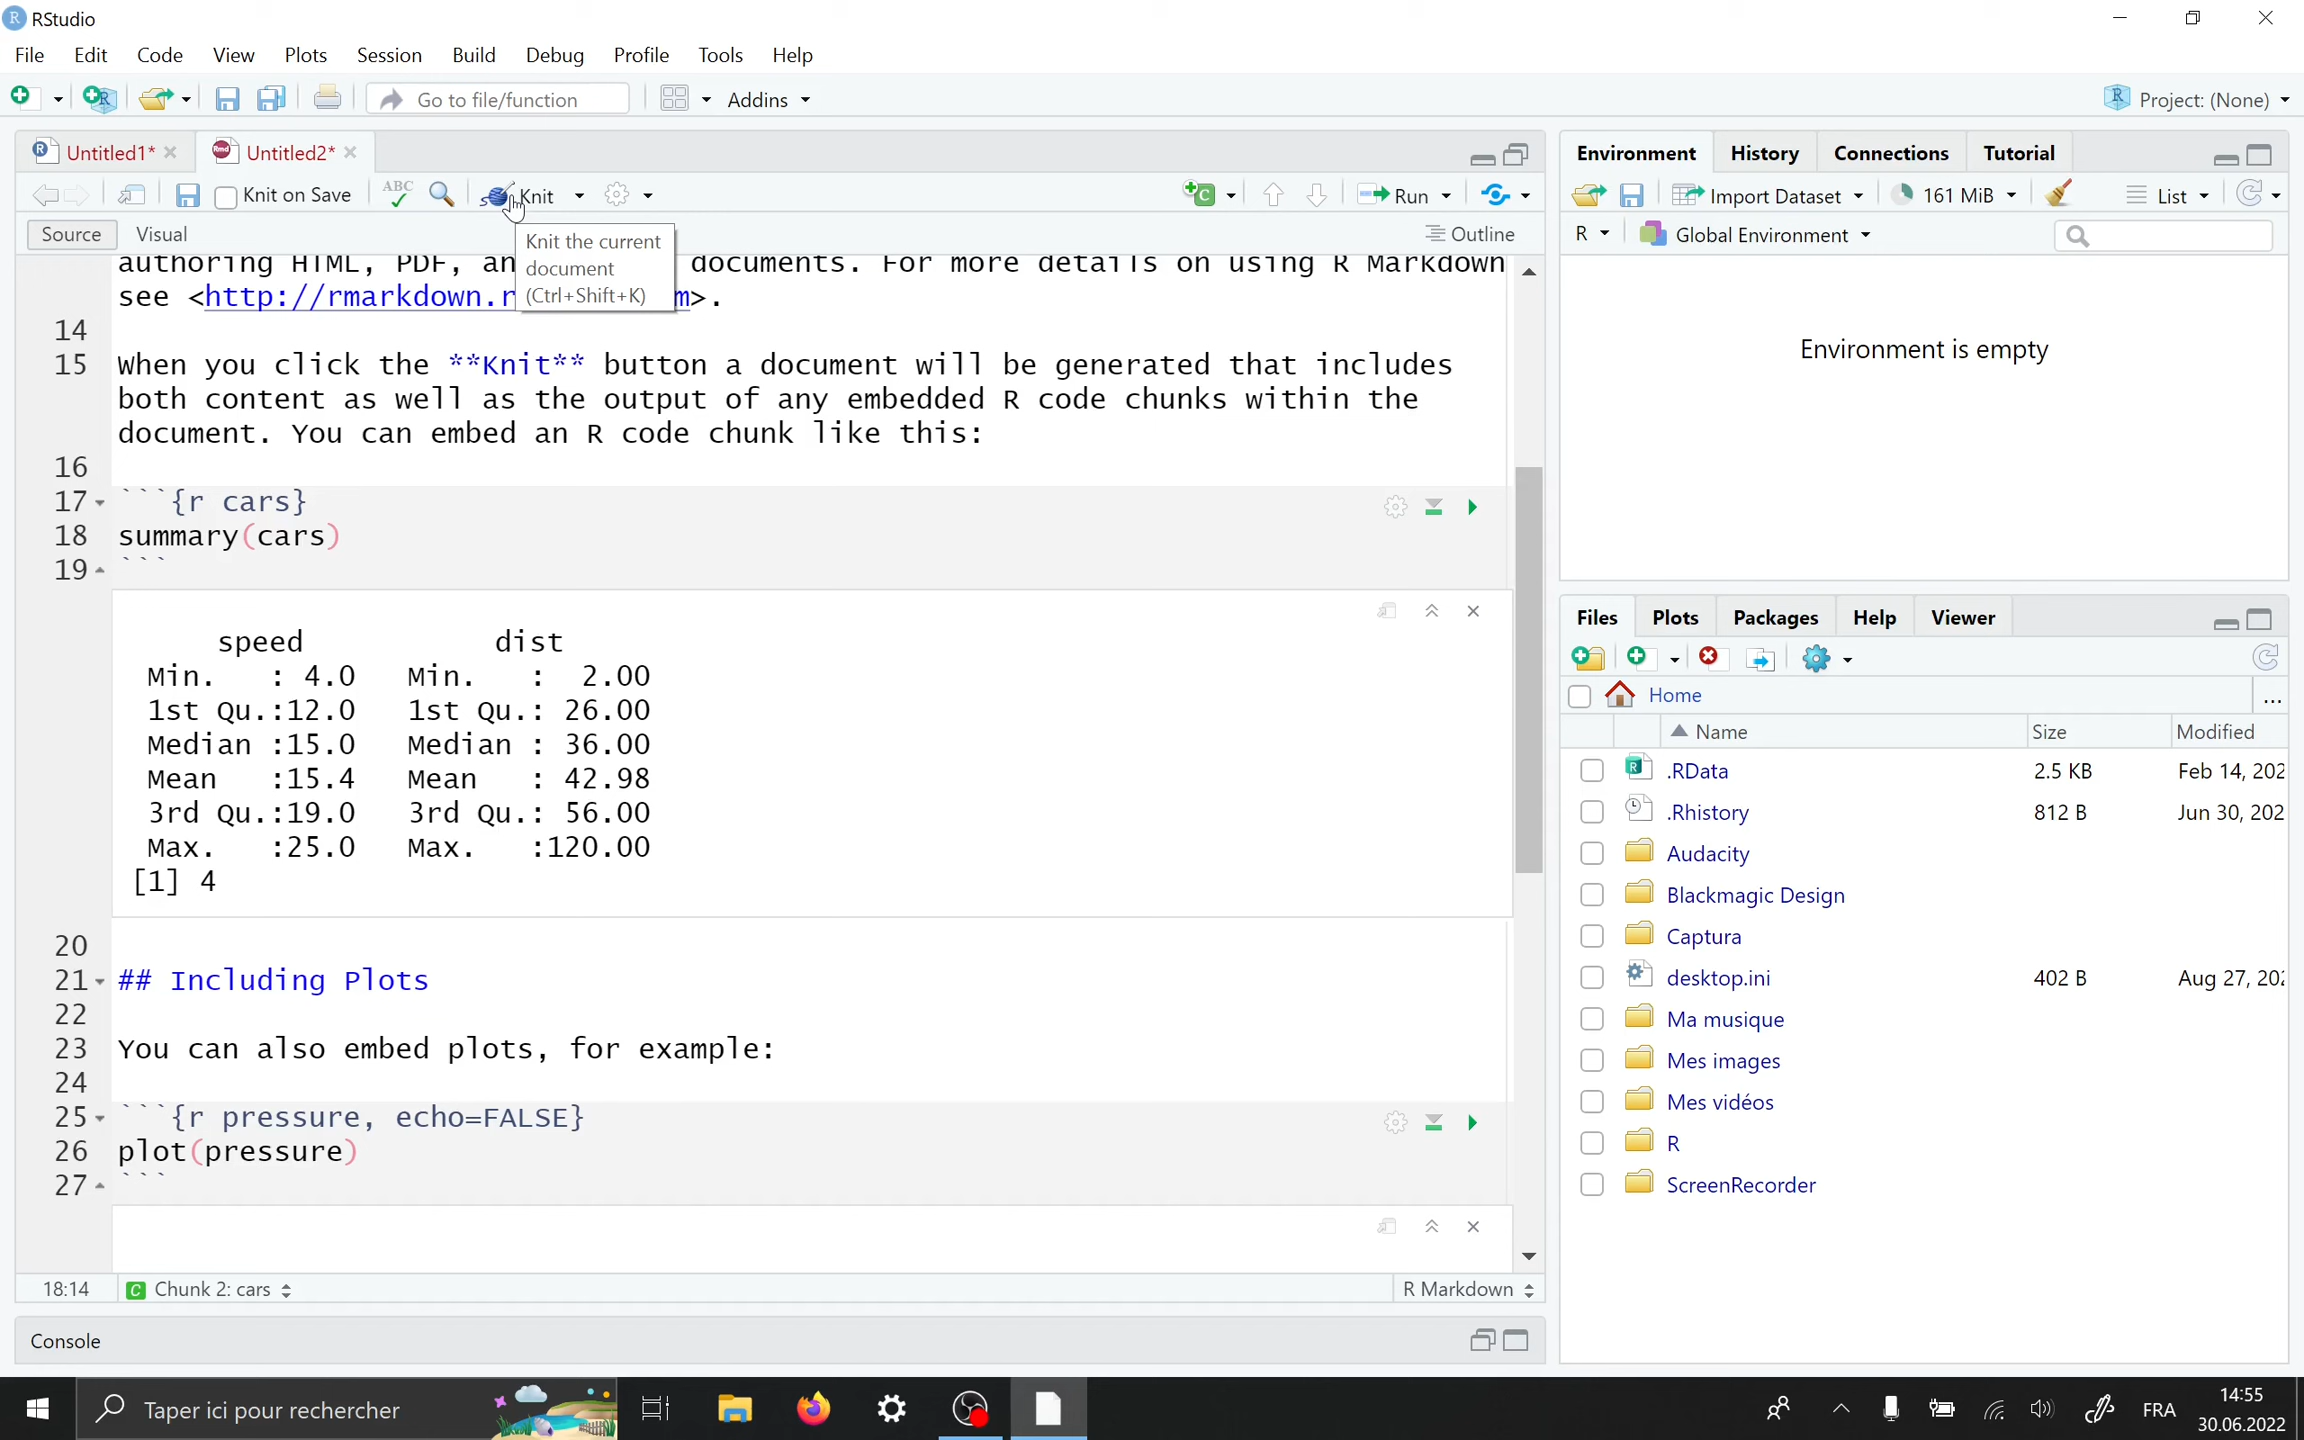 RStudio
File Edit Code View Plots Session Build Debug Profile Tools Help
Go to file/function Addins Project: (None)
Untitled1* Untitled2*
Knit on Save ABC Knit Run
Source Visual Outline
Knit the current
document
(Ctrl+Shift+K)
authoring HTML, PDF, an documents. For more details on using R Markdown
see <http://rmarkdown.r m>.
14
15 When you click the **Knit** button a document will be generated that includes
both content as well as the output of any embedded R code chunks within the
document. You can embed an R code chunk like this:
16
17 ```{r cars}
18 summary(cars)
19 ```
speed dist
Min. : 4.0 Min. : 2.00
1st Qu.:12.0 1st Qu.: 26.00
Median :15.0 Median : 36.00
Mean :15.4 Mean : 42.98
3rd Qu.:19.0 3rd Qu.: 56.00
Max. :25.0 Max. :120.00
[1] 4
20
21 ## Including Plots
22
23 You can also embed plots, for example:
24
25 ```{r pressure, echo=FALSE}
26 plot(pressure)
27 ```
18:14 Chunk 2: cars R Markdown
Console
Environment History Connections Tutorial
Import Dataset 161 MiB List
R Global Environment
Environment is empty
Files Plots Packages Help Viewer
Home ...
Name Size Modified
.RData 2.5 KB Feb 14, 202
.Rhistory 812 B Jun 30, 202
Audacity
Blackmagic Design
Captura
desktop.ini 402 B Aug 27, 20
Ma musique
Mes images
Mes vidéos
R
ScreenRecorder
Taper ici pour rechercher
FRA
14:55
30.06.2022